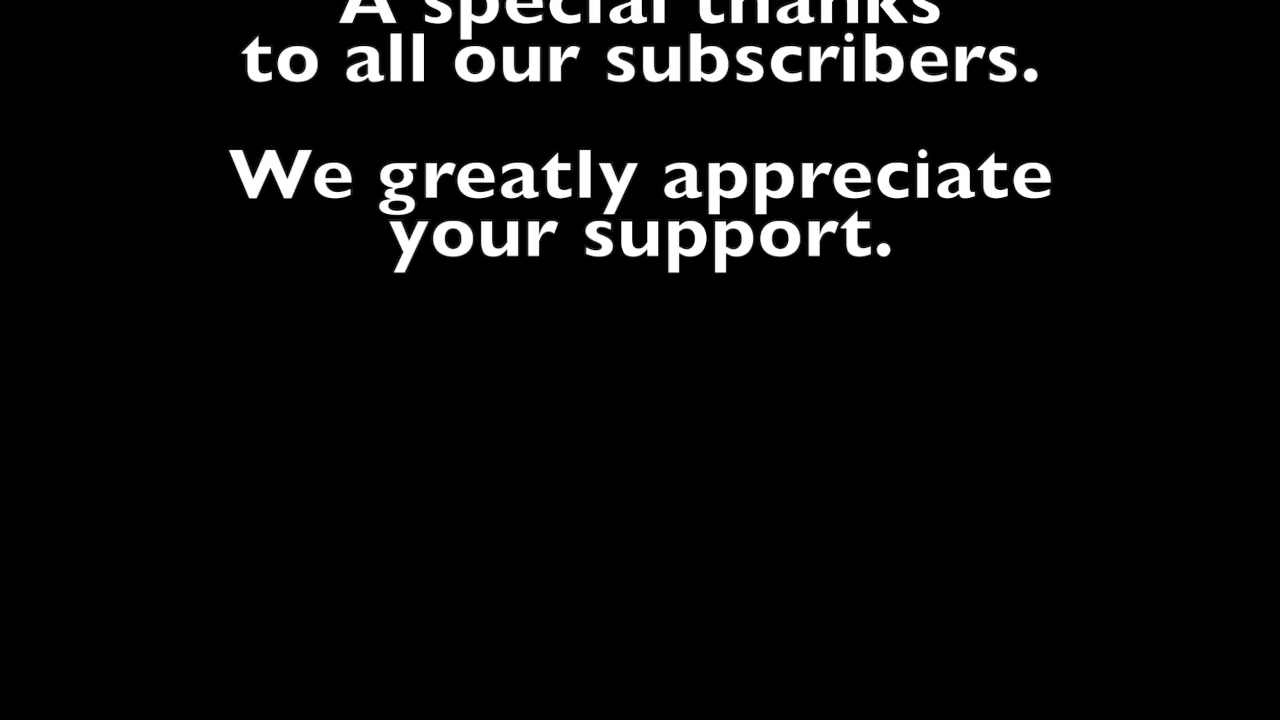 A special thanks
to all our subscribers.
We greatly appreciate
your support.